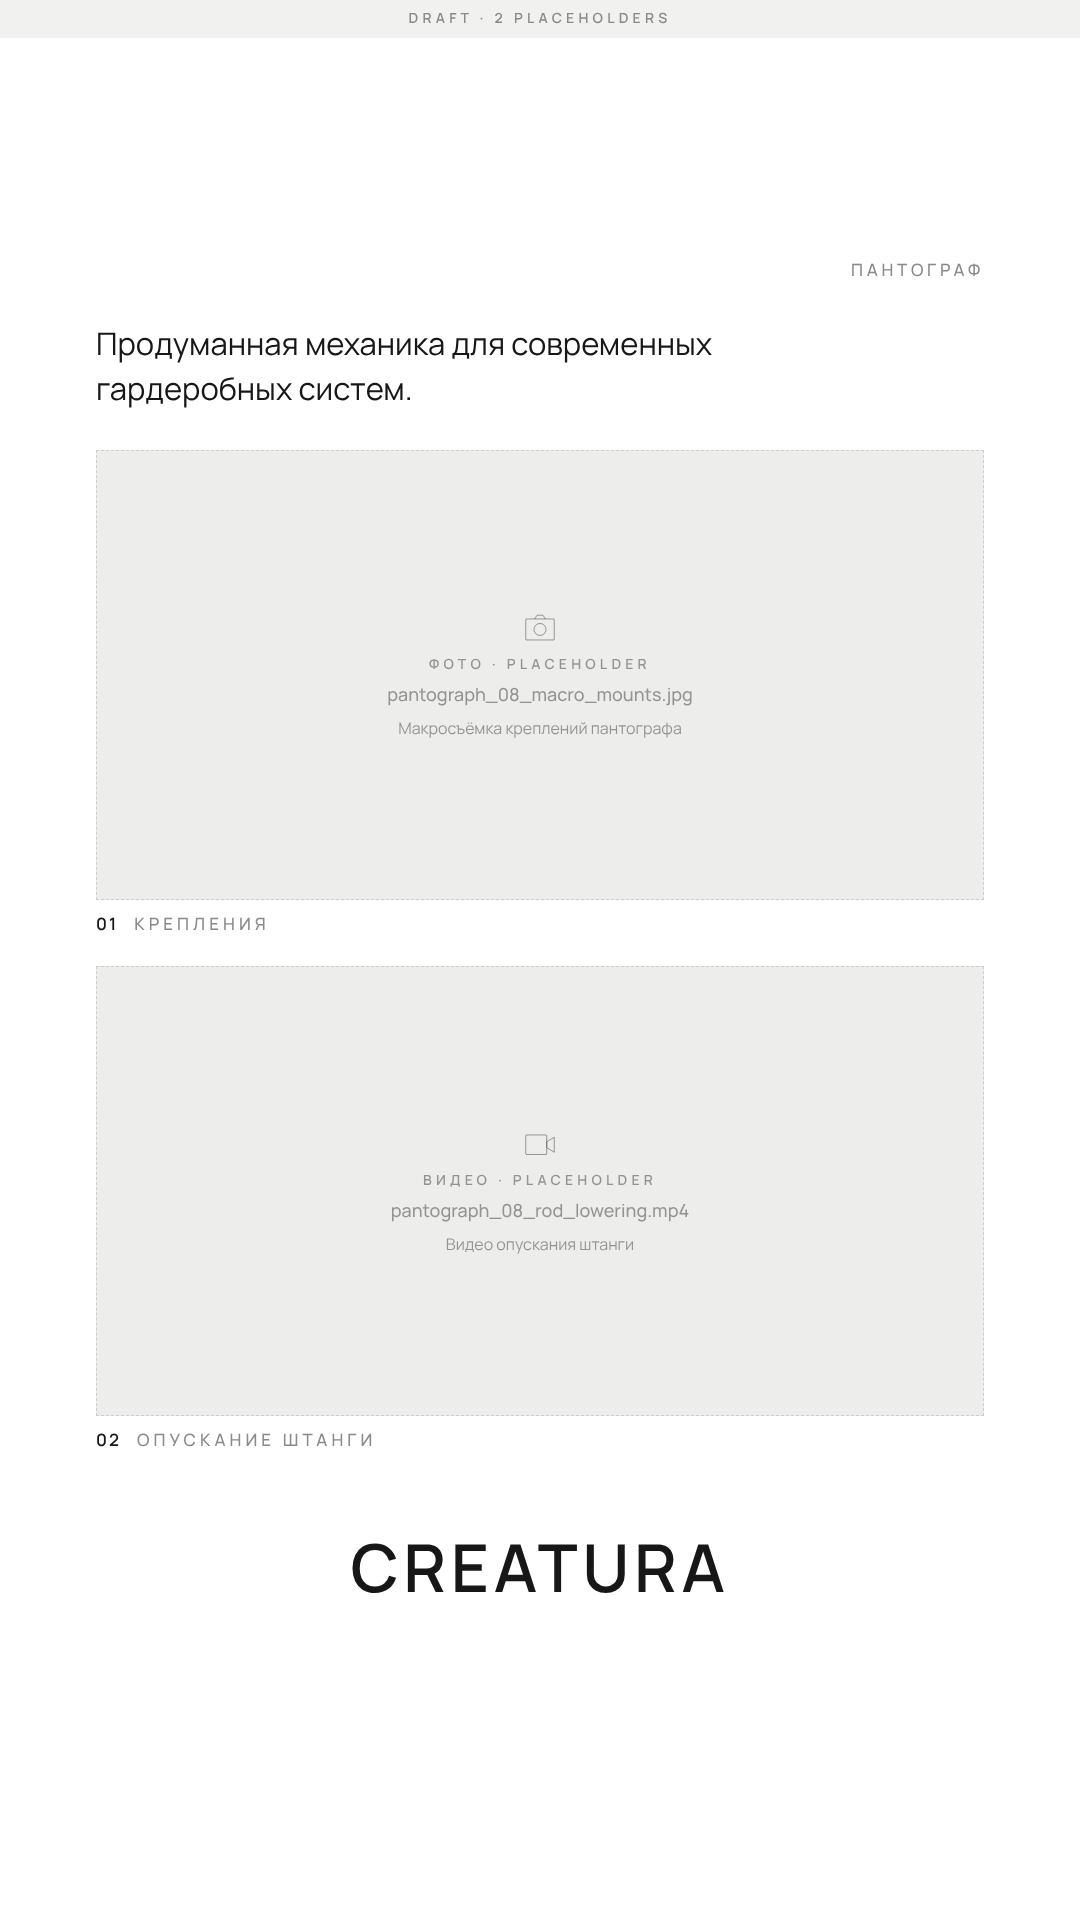 DRAFT · 2 PLACEHOLDERS
ПАНТОГРАФ
Продуманная механика для современных
гардеробных систем.
ФОТО · PLACEHOLDER
pantograph_08_macro_mounts.jpg
Макросъёмка креплений пантографа
01 КРЕПЛЕНИЯ
ВИДЕО · PLACEHOLDER
pantograph_08_rod_lowering.mp4
Видео опускания штанги
02 ОПУСКАНИЕ ШТАНГИ
CREATURA